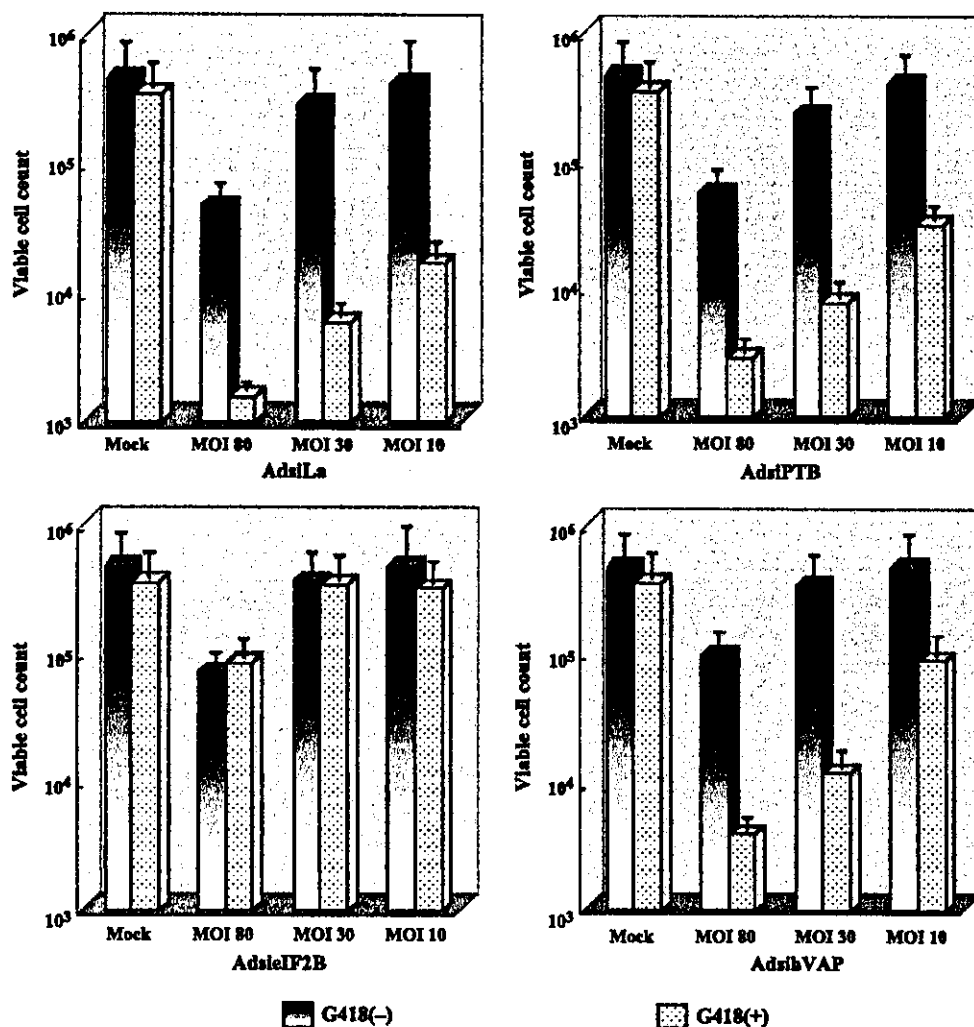 10⁶
10⁵
10⁴
10³
Viable cell count
Mock MOI 80 MOI 30 MOI 10
AdsiLa
10⁶
10⁵
10⁴
10³
Viable cell count
Mock MOI 80 MOI 30 MOI 10
AdsiPTB
10⁶
10⁵
10⁴
10³
Viable cell count
Mock MOI 80 MOI 30 MOI 10
AdsieIF2B
10⁶
10⁵
10⁴
10³
Viable cell count
Mock MOI 80 MOI 30 MOI 10
AdsihVAP
G418(–) G418(+)